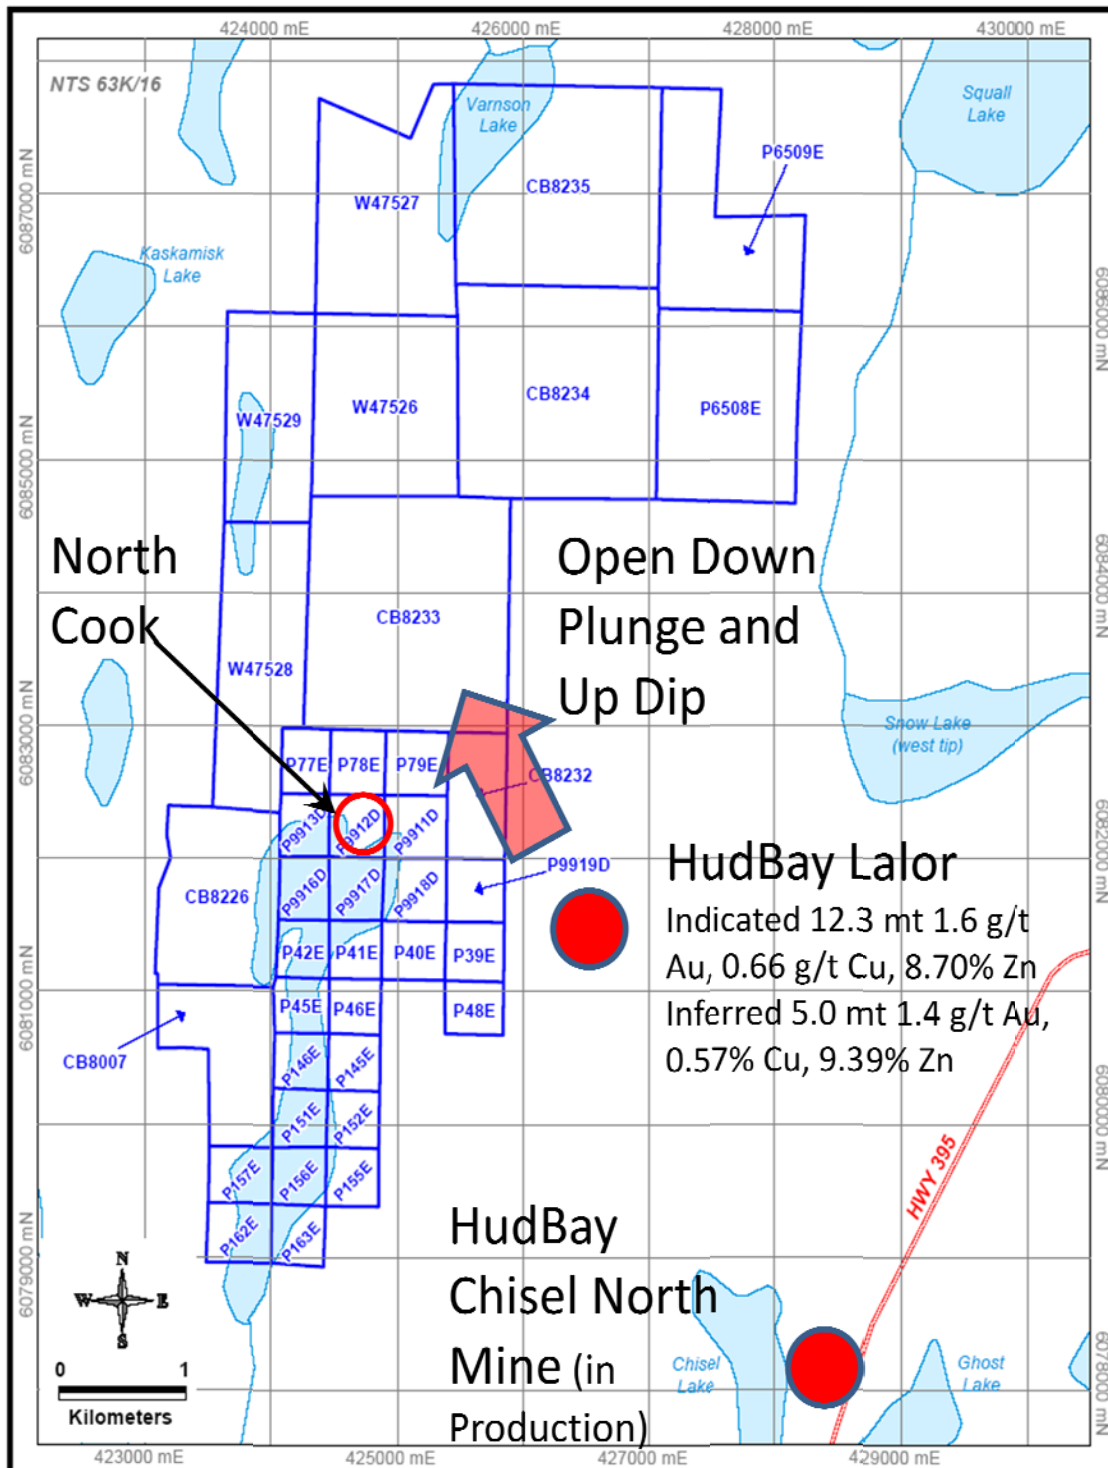 424000 mE
426000 mE
428000 mE
430000 mE
NTS 63K/16
Varnson
Lake
Squall
Lake
P6509E
CB8235
W47527
6087000 mN
Kaskamisk
Lake
6086000 mN
CB8234
W47526
P6508E
W47529
6085000 mN
North
Cook
Open Down
Plunge and
Up Dip
6084000 mN
CB8233
W47528
6083000 mN
Snow Lake
(west tip)
P77E
P78E
P79E
CB8232
P9913D
P9912D
P9911D
6082000 mN
HudBay Lalor
P9919D
P9916D
P9917D
P9918D
CB8226
Indicated 12.3 mt 1.6 g/t
Au, 0.66 g/t Cu, 8.70% Zn
Inferred 5.0 mt 1.4 g/t Au,
0.57% Cu, 9.39% Zn
P42E
P41E
P40E
P39E
6081000 mN
P45E
P46E
P48E
CB8007
P146E
P145E
6080000 mN
P151E
P152E
HWY 395
P157E
P156E
P155E
P162E
P163E
HudBay
Chisel North
Mine (in
Production)
6079000 mN
N
W
E
S
Chisel
Lake
Ghost
Lake
6078000 mN
0
1
Kilometers
423000 mE
425000 mE
427000 mE
429000 mE